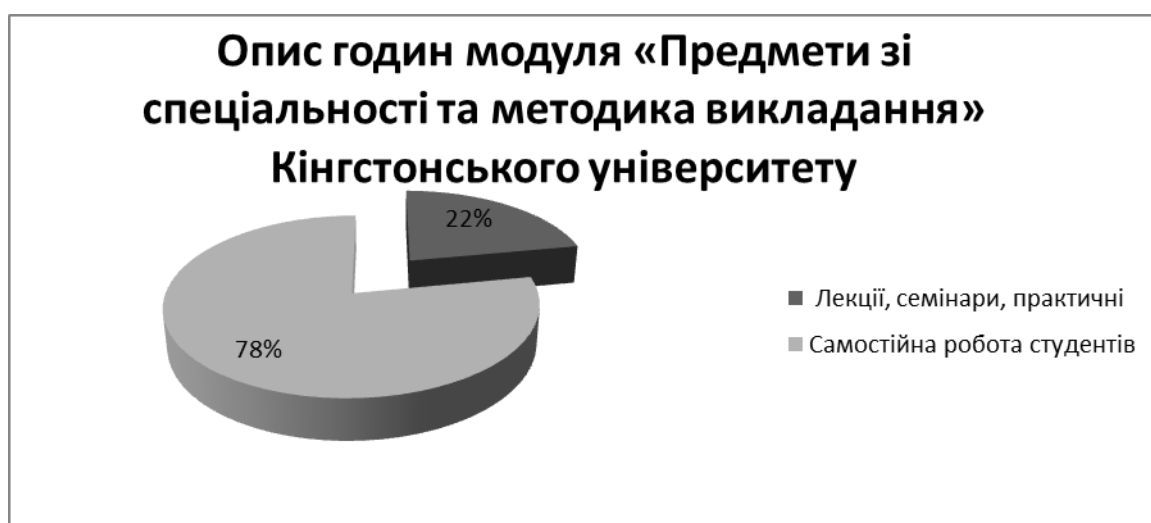 Опис годин модуля «Предмети зі
спеціальності та методика викладання»
Кінгстонського університету
22%
78%
Лекції, семінари, практичні
Самостійна робота студентів